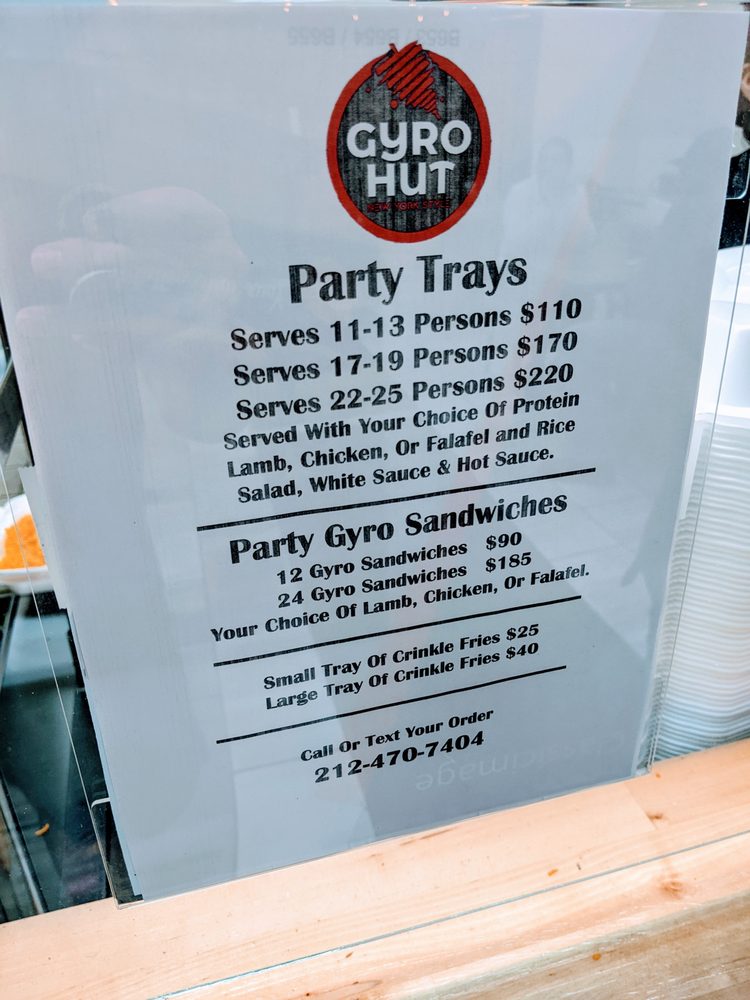 GYRO
HUT
NEW YORK STYLE
Party Trays
Serves 11-13 Persons $110
Serves 17-19 Persons $170
Serves 22-25 Persons $220
Served With Your Choice Of Protein
Lamb, Chicken, Or Falafel and Rice
Salad, White Sauce & Hot Sauce.
Party Gyro Sandwiches
12 Gyro Sandwiches $90
24 Gyro Sandwiches $185
Your Choice Of Lamb, Chicken, Or Falafel.
Small Tray Of Crinkle Fries $25
Large Tray Of Crinkle Fries $40
Call Or Text Your Order
212-470-7404